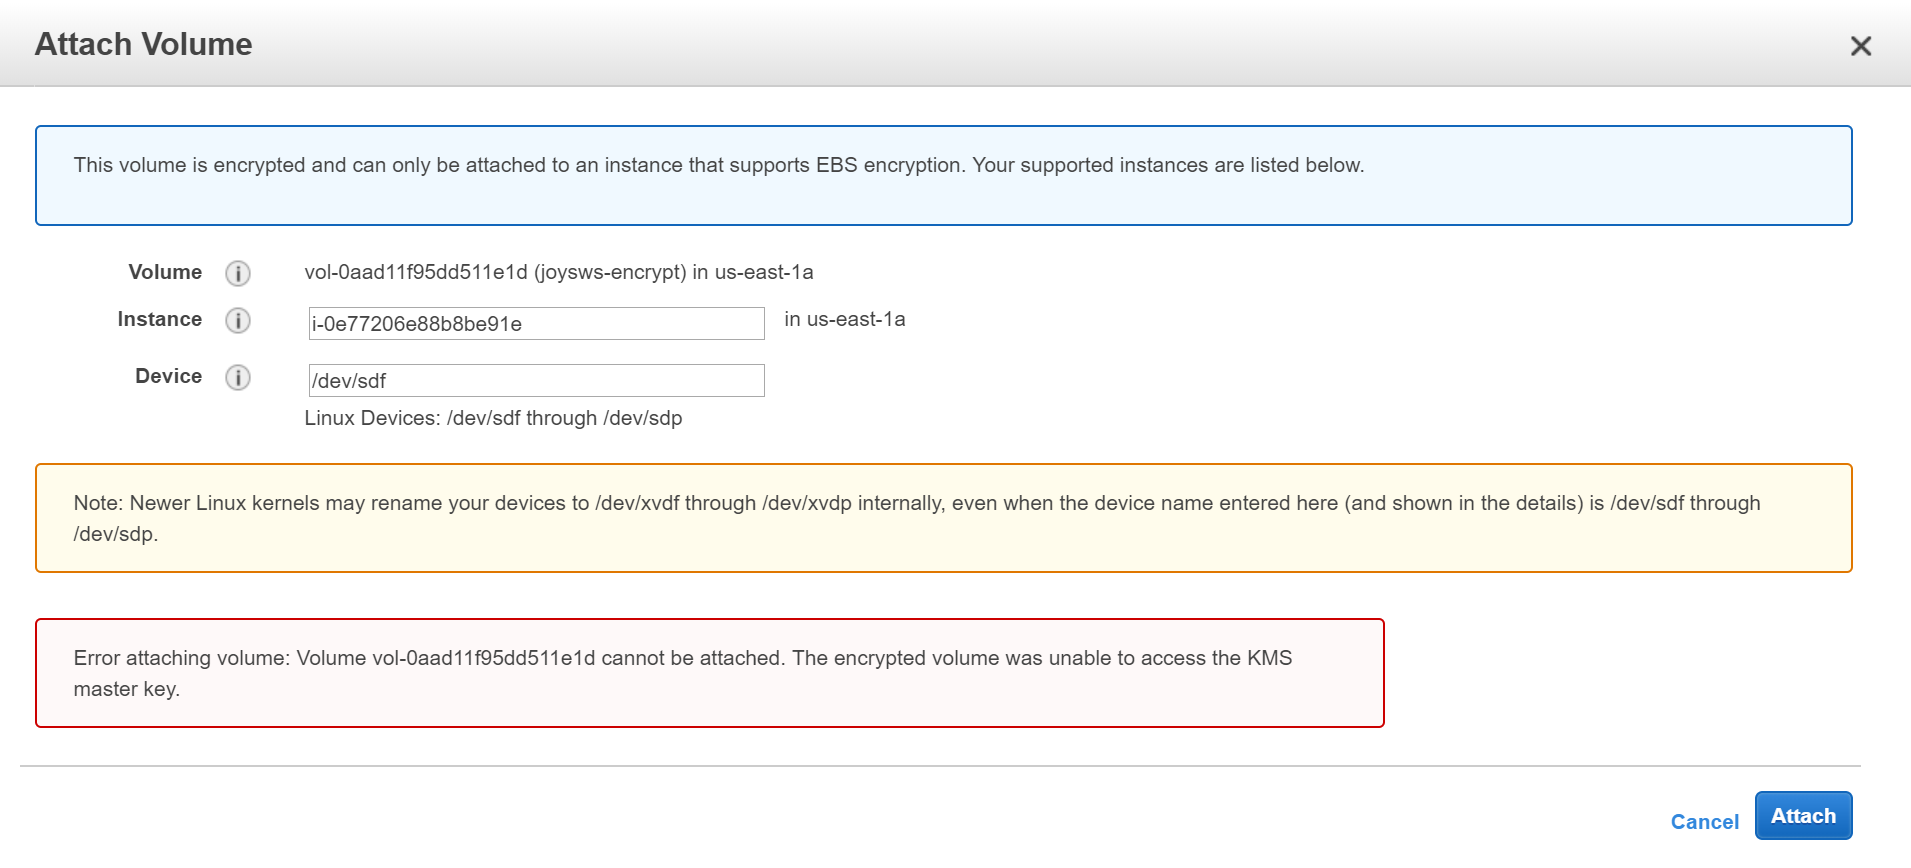 Attach Volume
This volume is encrypted and can only be attached to an instance that supports EBS encryption. Your supported instances are listed below.
Volume vol-0aad11f95dd511e1d (joysws-encrypt) in us-east-1a
Instance i-0e77206e88b8be91e in us-east-1a
Device /dev/sdf
Linux Devices: /dev/sdf through /dev/sdp
Note: Newer Linux kernels may rename your devices to /dev/xvdf through /dev/xvdp internally, even when the device name entered here (and shown in the details) is /dev/sdf through
/dev/sdp.
Error attaching volume: Volume vol-0aad11f95dd511e1d cannot be attached. The encrypted volume was unable to access the KMS
master key.
Cancel Attach